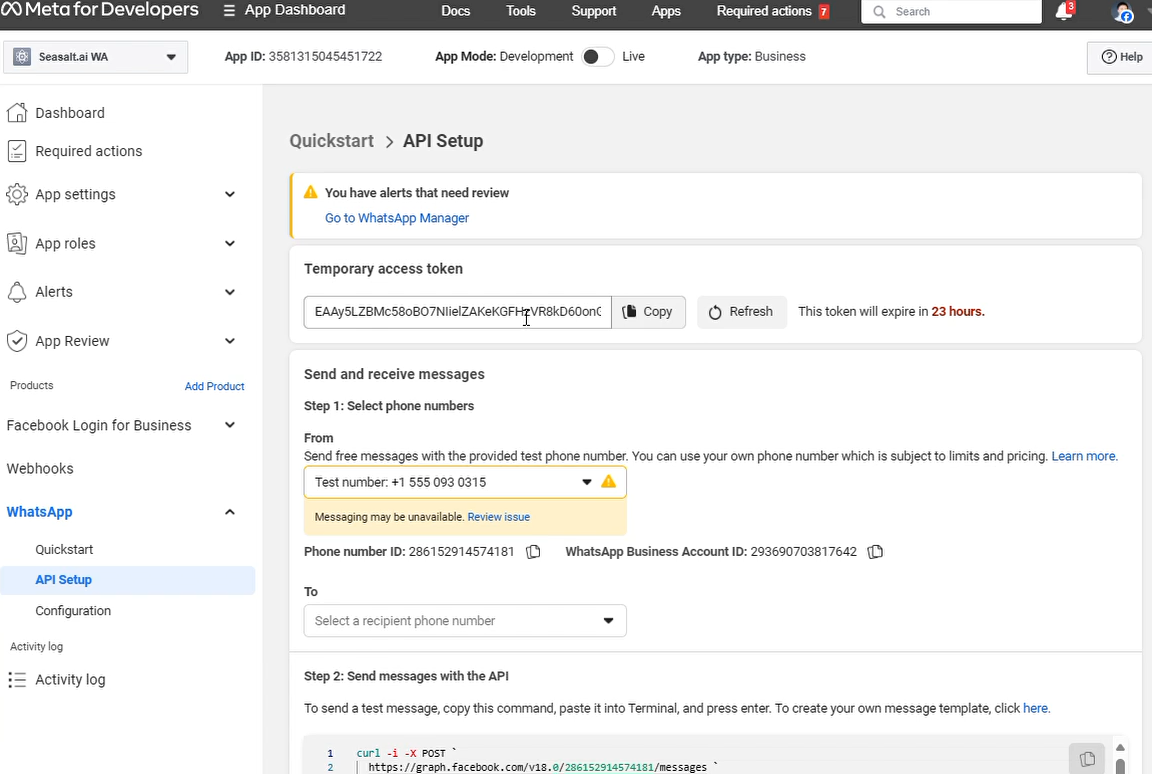 Meta for Developers
App Dashboard
Docs
Tools
Support
Apps
Required actions 7
Search
3
Seasalt.ai WA
App ID: 3581315045451722
App Mode: Development
Live
App type: Business
Help
Dashboard
Required actions
App settings
App roles
Alerts
App Review
Products
Add Product
Facebook Login for Business
Webhooks
WhatsApp
Quickstart
API Setup
Configuration
Activity log
Activity log
Quickstart > API Setup
You have alerts that need review
Go to WhatsApp Manager
Temporary access token
Copy
Refresh
This token will expire in 23 hours.
Send and receive messages
Step 1: Select phone numbers
From
Send free messages with the provided test phone number. You can use your own phone number which is subject to limits and pricing. Learn more.
Test number: +1 555 093 0315
Messaging may be unavailable. Review issue
Phone number ID: 286152914574181
WhatsApp Business Account ID: 293690703817642
To
Select a recipient phone number
Step 2: Send messages with the API
To send a test message, copy this command, paste it into Terminal, and press enter. To create your own message template, click here.
1 curl -i -X POST `
2 https://graph.facebook.com/v18.0/286152914574181/messages `